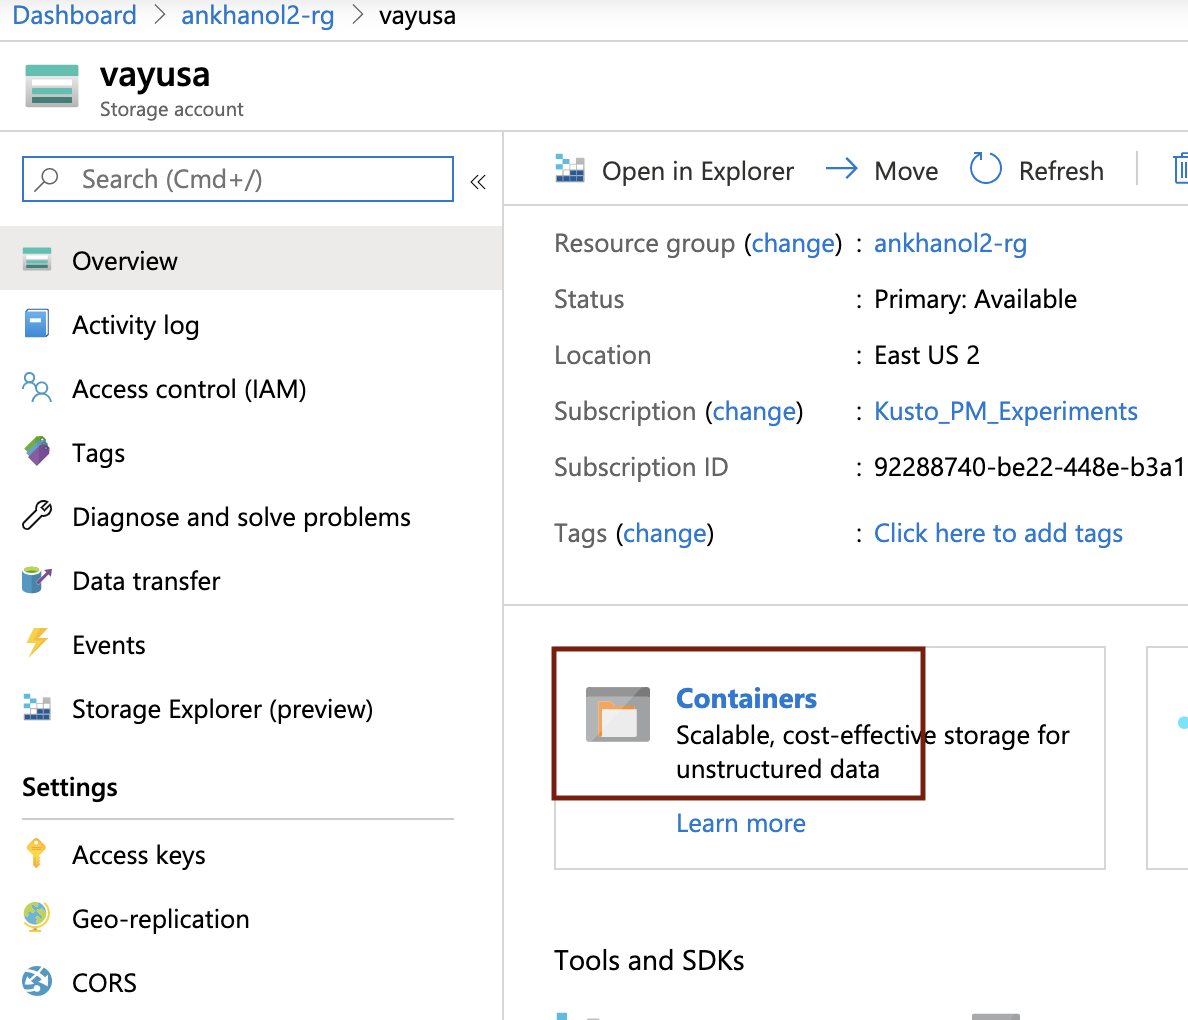 Dashboard > ankhanol2-rg > vayusa
vayusa
Storage account
Search (Cmd+/)
«
Overview
Activity log
Access control (IAM)
Tags
Diagnose and solve problems
Data transfer
Events
Storage Explorer (preview)
Settings
Access keys
Geo-replication
CORS
Open in Explorer
Move
Refresh
Resource group (change) : ankhanol2-rg
Status : Primary: Available
Location : East US 2
Subscription (change) : Kusto_PM_Experiments
Subscription ID : 92288740-be22-448e-b3a1
Tags (change) : Click here to add tags
Containers
Scalable, cost-effective storage for
unstructured data
Learn more
Tools and SDKs